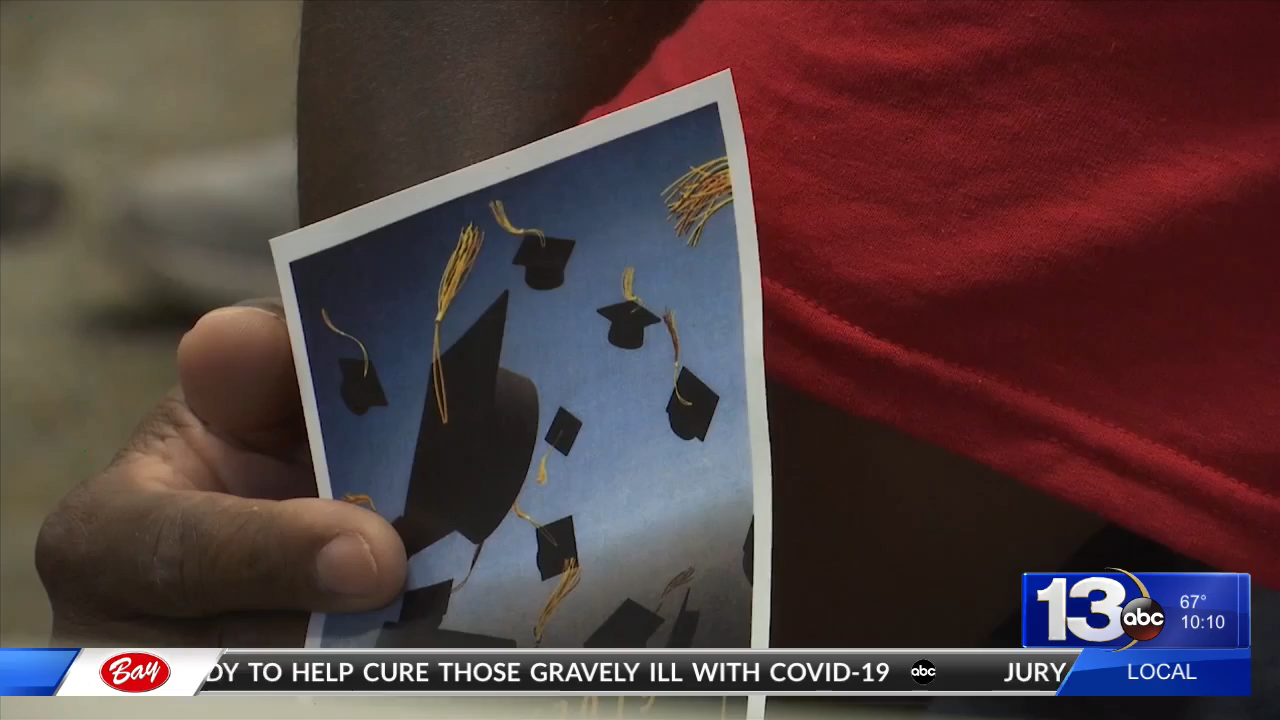 13
abc
67°
10:10
Bay
DY TO HELP CURE THOSE GRAVELY ILL WITH COVID-19 abc JURY
LOCAL